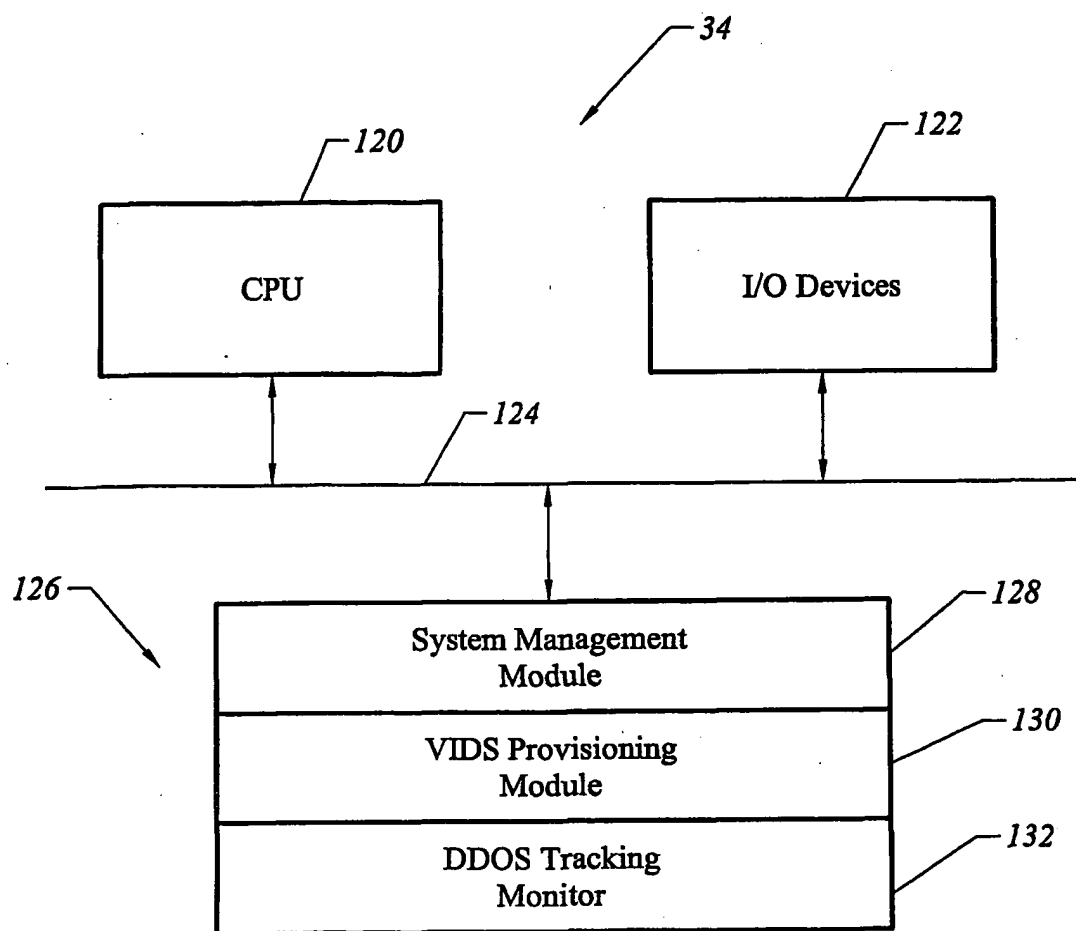 34
120
122
CPU
I/O Devices
124
126
128
System Management
Module
130
VIDS Provisioning
Module
132
DDOS Tracking
Monitor